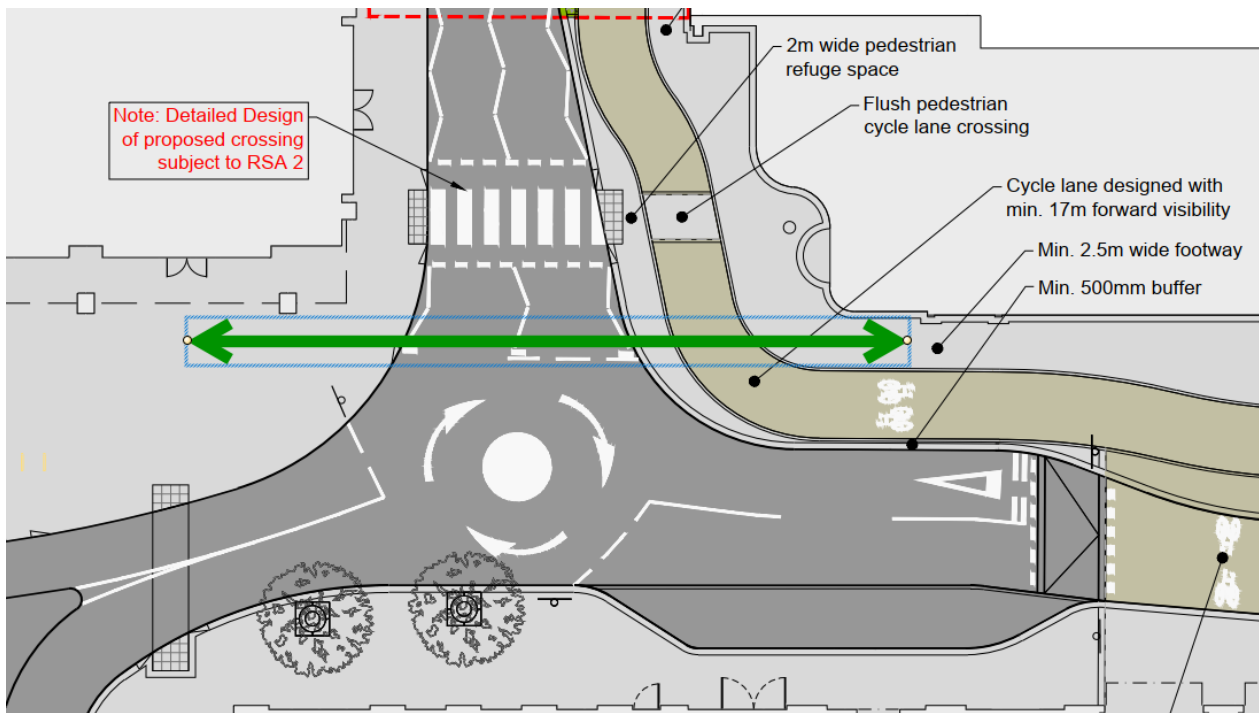 2m wide pedestrian
refuge space
Note: Detailed Design
of proposed crossing
subject to RSA 2
Flush pedestrian
cycle lane crossing
Cycle lane designed with
min. 17m forward visibility
Min. 2.5m wide footway
Min. 500mm buffer